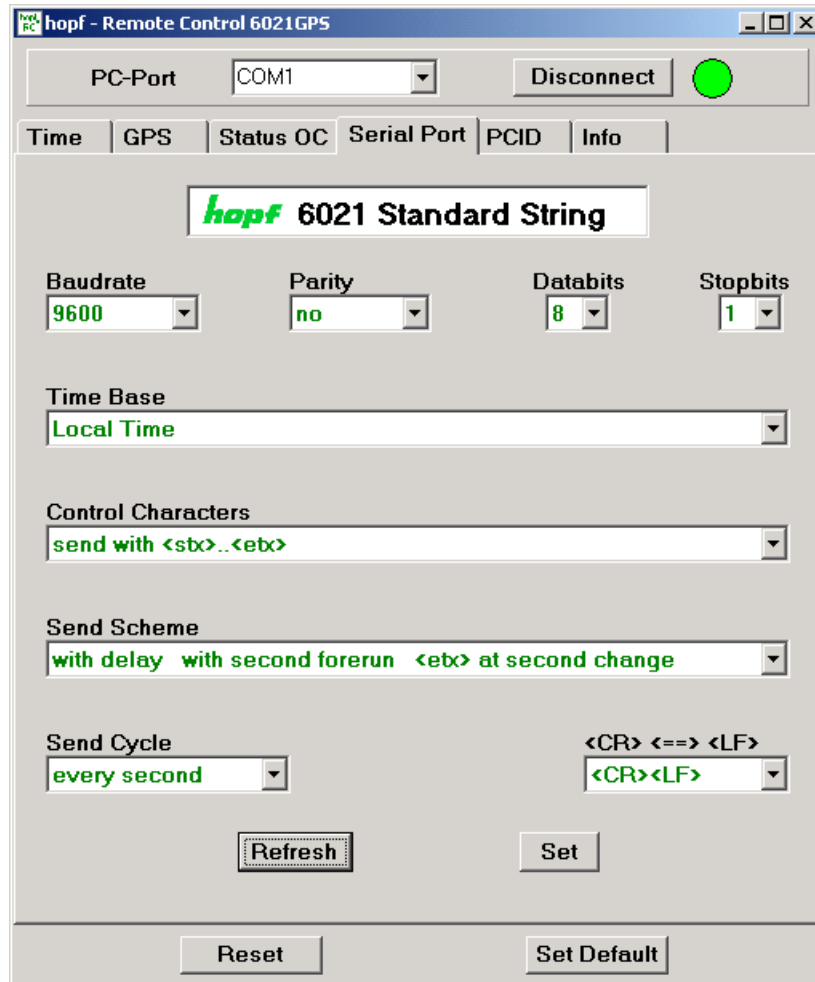 hopf - Remote Control 6021GPS
PC-Port COM1 Disconnect
Time GPS Status OC Serial Port PCID Info
hopf 6021 Standard String
Baudrate Parity Databits Stopbits
9600 no 8 1
Time Base
Local Time
Control Characters
send with <stx>..<etx>
Send Scheme
with delay with second forerun <etx> at second change
Send Cycle <CR> <==> <LF>
every second <CR><LF>
Refresh Set
Reset Set Default